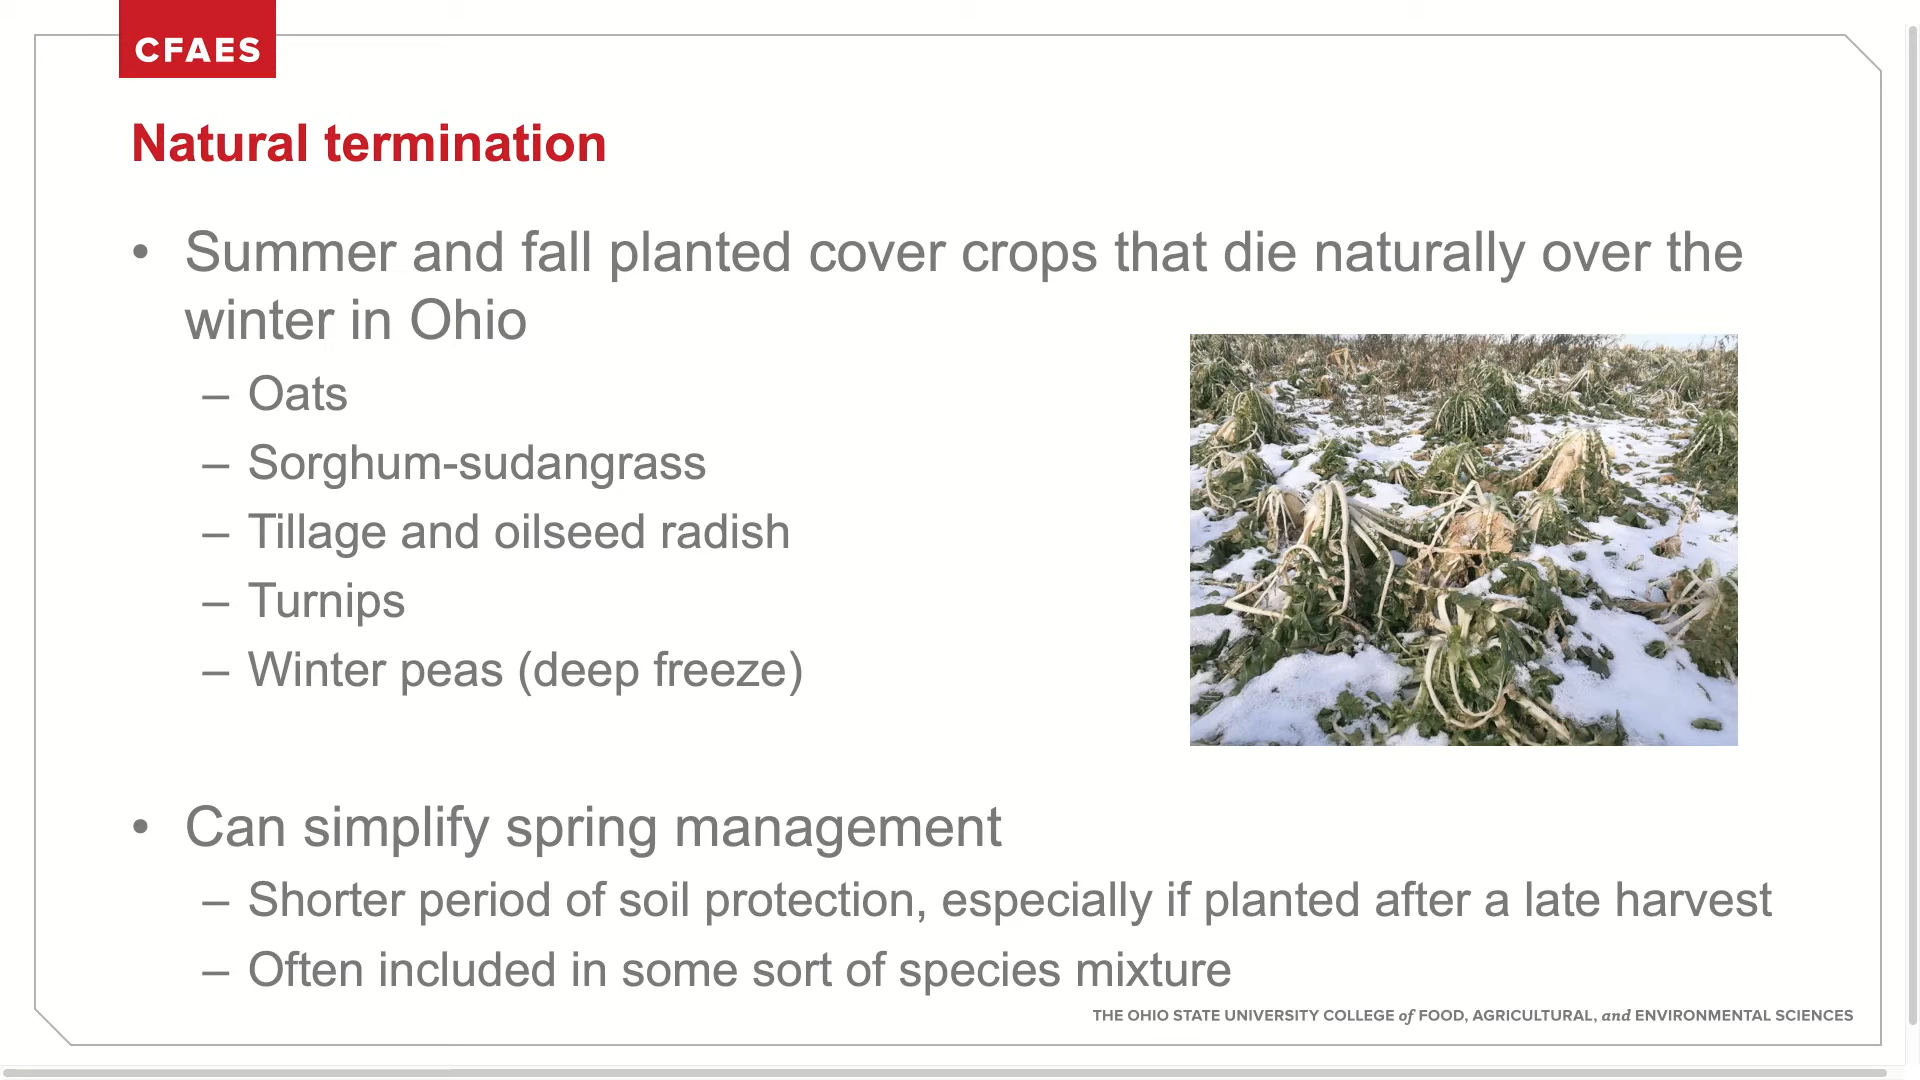 CFAES
Natural termination
• Summer and fall planted cover crops that die naturally over the
winter in Ohio
– Oats
– Sorghum-sudangrass
– Tillage and oilseed radish
– Turnips
– Winter peas (deep freeze)
• Can simplify spring management
– Shorter period of soil protection, especially if planted after a late harvest
– Often included in some sort of species mixture
THE OHIO STATE UNIVERSITY COLLEGE of FOOD, AGRICULTURAL, and ENVIRONMENTAL SCIENCES